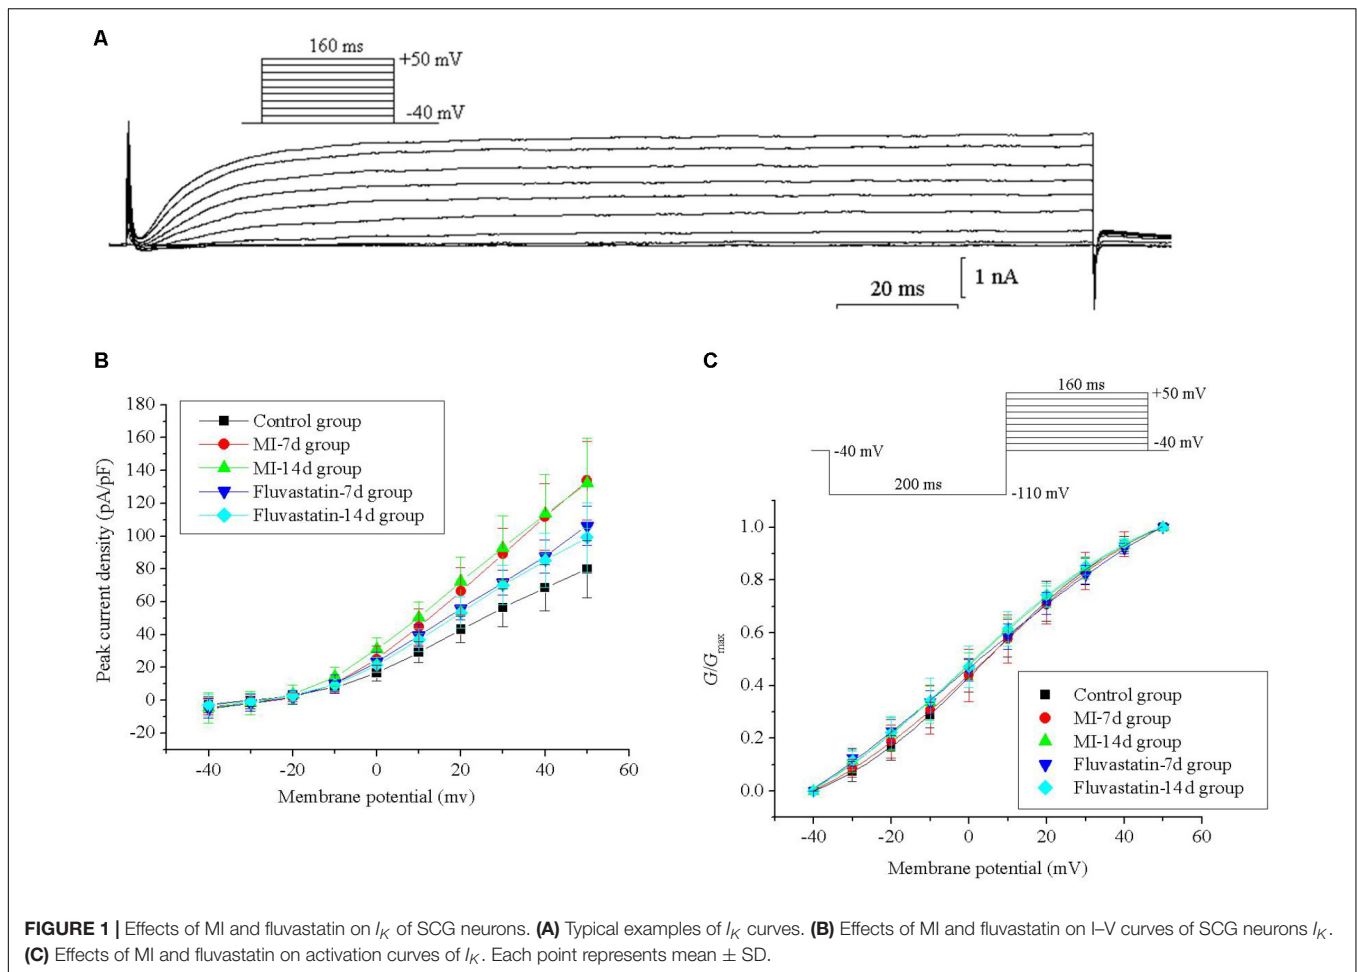 A
160 ms
+50 mV
-40 mV
20 ms
1 nA
B
180
160
140
120
100
80
60
40
20
0
-20
Peak current density (pA/pF)
Control group
MI-7d group
MI-14d group
Fluvastatin-7d group
Fluvastatin-14d group
-40
-20
0
20
40
60
Membrane potential (mv)
C
160 ms
+50 mV
-40 mV
-40 mV
200 ms
-110 mV
1.0
0.8
0.6
0.4
0.2
0.0
G/Gmax
Control group
MI-7d group
MI-14d group
Fluvastatin-7d group
Fluvastatin-14d group
-40
-20
0
20
40
60
Membrane potential (mV)
FIGURE 1 | Effects of MI and fluvastatin on IK of SCG neurons. (A) Typical examples of IK curves. (B) Effects of MI and fluvastatin on I–V curves of SCG neurons IK.
(C) Effects of MI and fluvastatin on activation curves of IK. Each point represents mean ± SD.